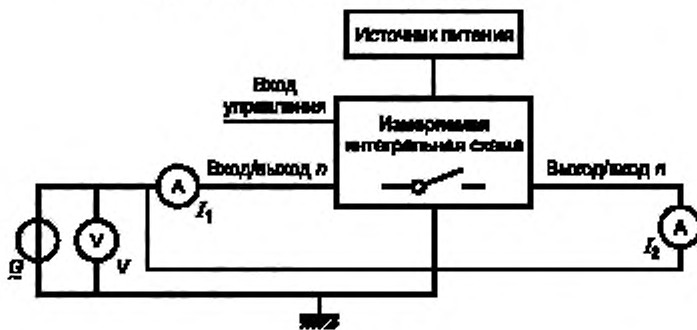 Источник питания
Вход
управления
Измеряемая
интегральная схема
Вход/выход n
Выход/вход n
A
I1
V
V
G
A
I2